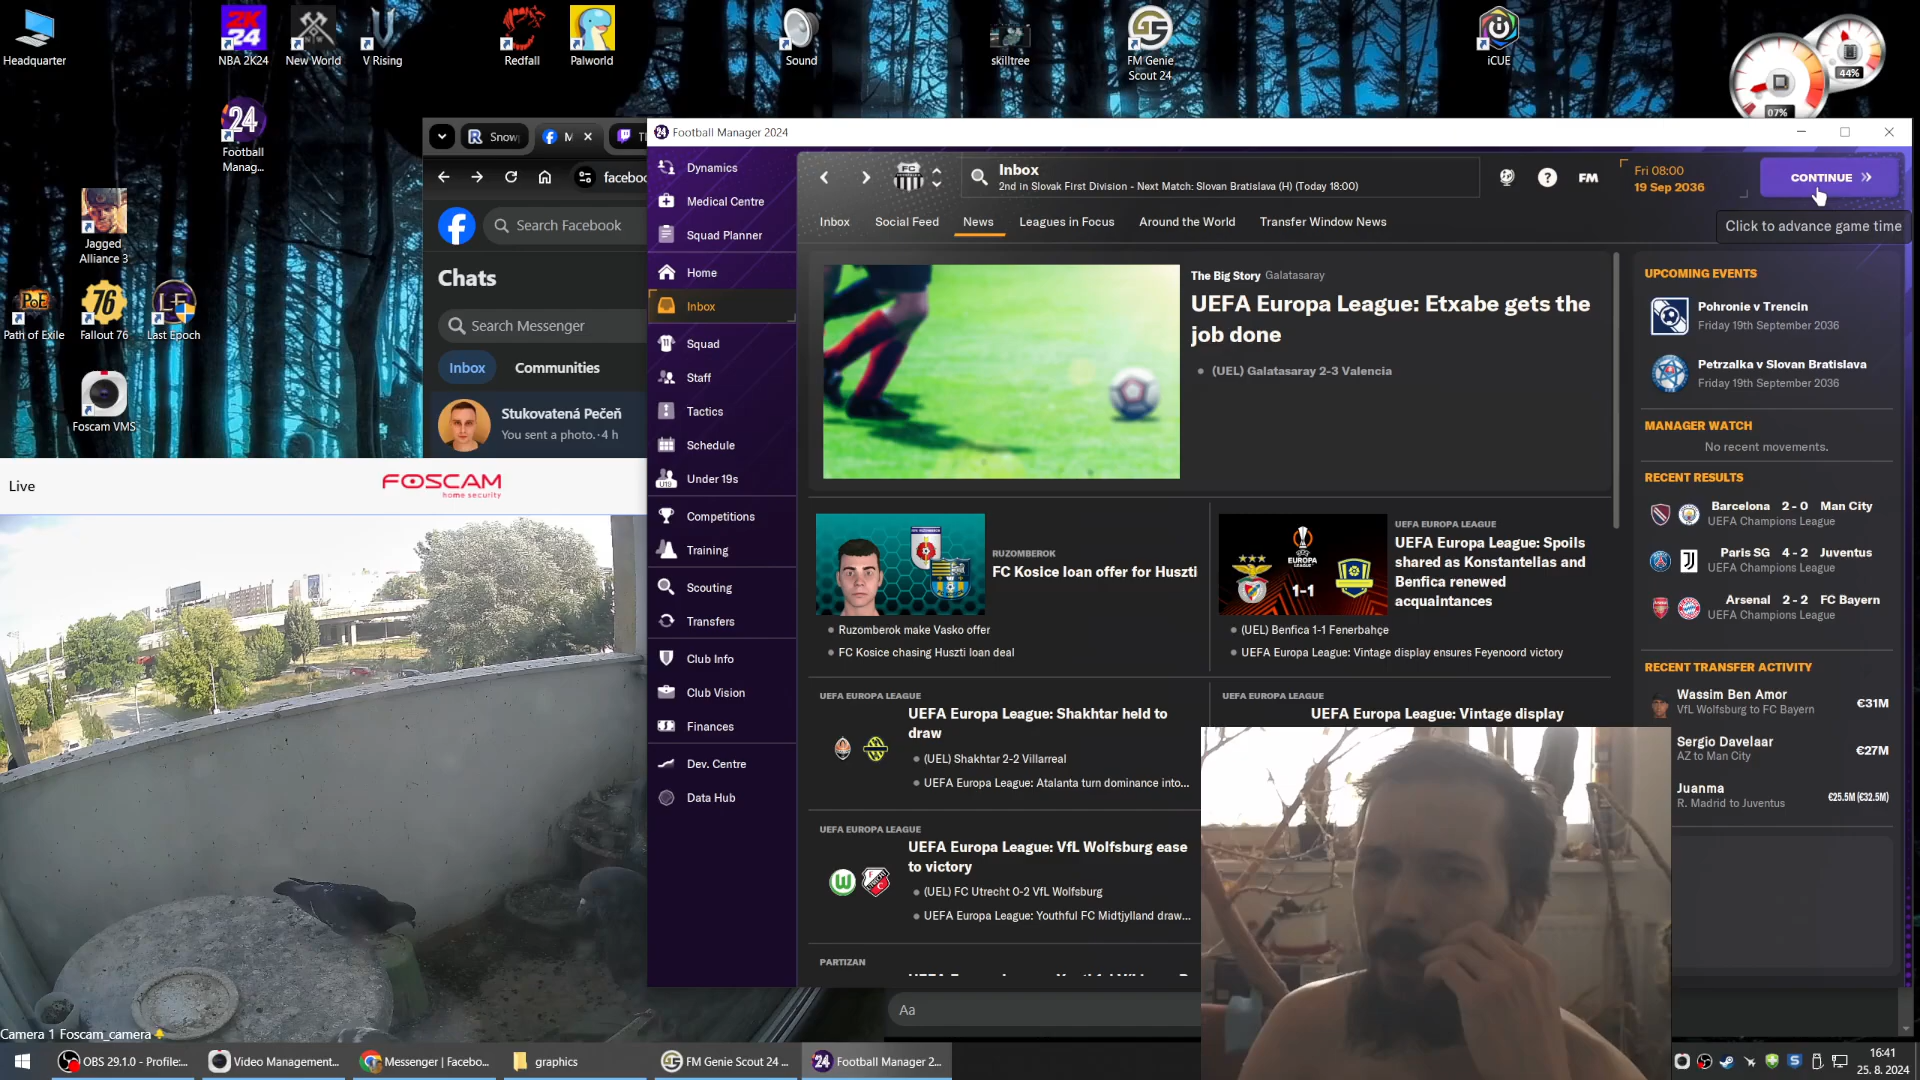 Headquarter
NBA 2K24
New World
V Rising
Redfall
Palworld
Sound
skilltree
FM Genie
Scout 24
iCUE
44%
07%
Football
Manag...
Jagged
Alliance 3
Path of Exile
Fallout 76
Last Epoch
Foscam VMS
Snow
M
facebo
Search Facebook
Chats
Search Messenger
Inbox
Communities
Stukovatená Pečeň
You sent a photo. · 4 h
Live
FOSCAM
home security
Camera 1 Foscam_camera
Football Manager 2024
Dynamics
Medical Centre
Squad Planner
Home
Inbox
Squad
Staff
Tactics
Schedule
Under 19s
Competitions
Training
Scouting
Transfers
Club Info
Club Vision
Finances
Dev. Centre
Data Hub
Inbox
2nd in Slovak First Division - Next Match: Slovan Bratislava (H) (Today 18:00)
FM
Fri 08:00
19 Sep 2036
CONTINUE
Click to advance game time
Inbox
Social Feed
News
Leagues in Focus
Around the World
Transfer Window News
The Big Story Galatasaray
UEFA Europa League: Etxabe gets the
job done
(UEL) Galatasaray 2-3 Valencia
RUZOMBEROK
FC Kosice loan offer for Huszti
Ruzomberok make Vasko offer
FC Kosice chasing Huszti loan deal
EUROPA
LEAGUE
1-1
UEFA EUROPA LEAGUE
UEFA Europa League: Spoils
shared as Konstantelias and
Benfica renewed
acquaintances
(UEL) Benfica 1-1 Fenerbahçe
UEFA Europa League: Vintage display ensures Feyenoord victory
UEFA EUROPA LEAGUE
UEFA Europa League: Shakhtar held to
draw
(UEL) Shakhtar 2-2 Villarreal
UEFA Europa League: Atalanta turn dominance into...
UEFA EUROPA LEAGUE
UEFA Europa League: Vintage display
UEFA EUROPA LEAGUE
UEFA Europa League: VfL Wolfsburg ease
to victory
(UEL) FC Utrecht 0-2 VfL Wolfsburg
UEFA Europa League: Youthful FC Midtjylland draw...
PARTIZAN
UPCOMING EVENTS
Pohronie v Trencin
Friday 19th September 2036
Petrzalka v Slovan Bratislava
Friday 19th September 2036
MANAGER WATCH
No recent movements.
RECENT RESULTS
Barcelona 2 - 0 Man City
UEFA Champions League
Paris SG 4 - 2 Juventus
UEFA Champions League
Arsenal 2 - 2 FC Bayern
UEFA Champions League
RECENT TRANSFER ACTIVITY
Wassim Ben Amor
VfL Wolfsburg to FC Bayern
€31M
Sergio Davelaar
AZ to Man City
€27M
Juanma
R. Madrid to Juventus
€25.5M (€32.5M)
Aa
OBS 29.1.0 - Profile:...
Video Management...
Messenger | Facebo...
graphics
FM Genie Scout 24 ...
Football Manager 2...
16:41
25. 8. 2024